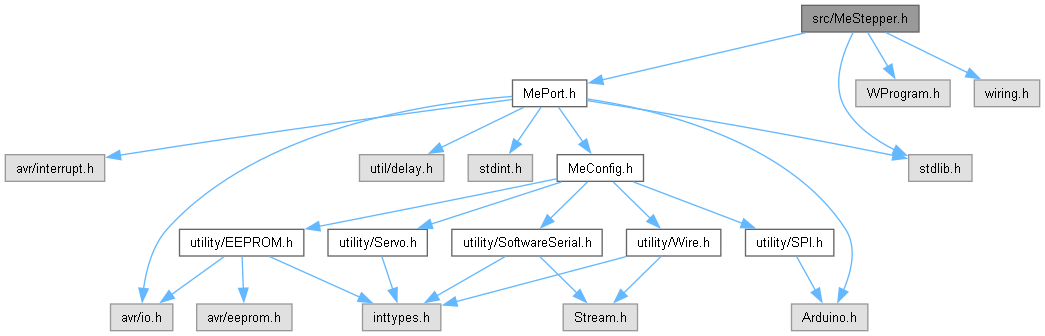 src/MeStepper.h
MePort.h
WProgram.h
wiring.h
avr/interrupt.h
util/delay.h
stdint.h
MeConfig.h
stdlib.h
utility/EEPROM.h
utility/Servo.h
utility/SoftwareSerial.h
utility/Wire.h
utility/SPI.h
avr/io.h
avr/eeprom.h
inttypes.h
Stream.h
Arduino.h